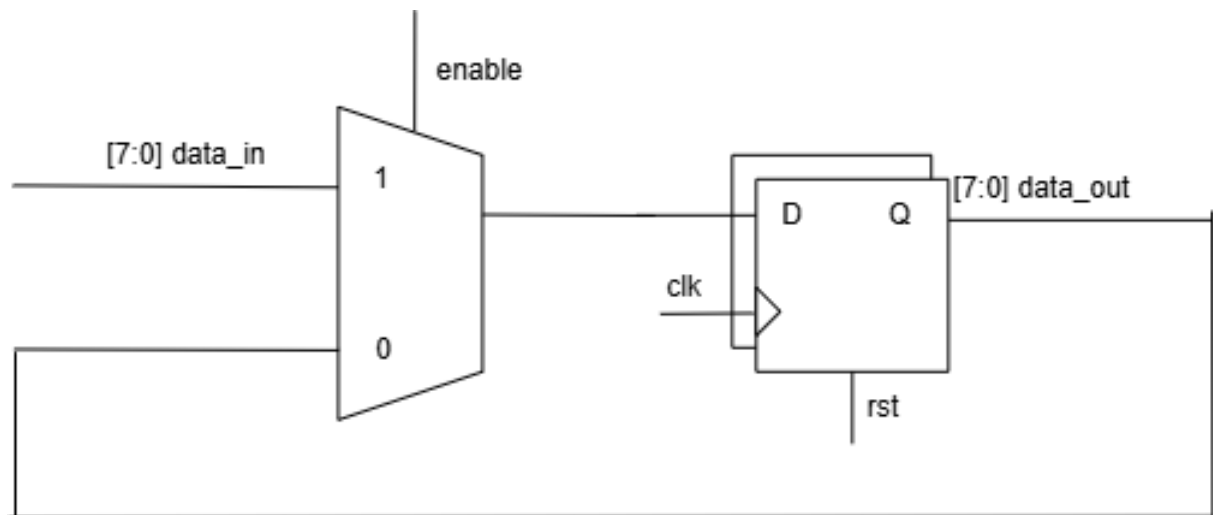 enable
[7:0] data_in
1
[7:0] data_out
D
Q
clk
0
rst